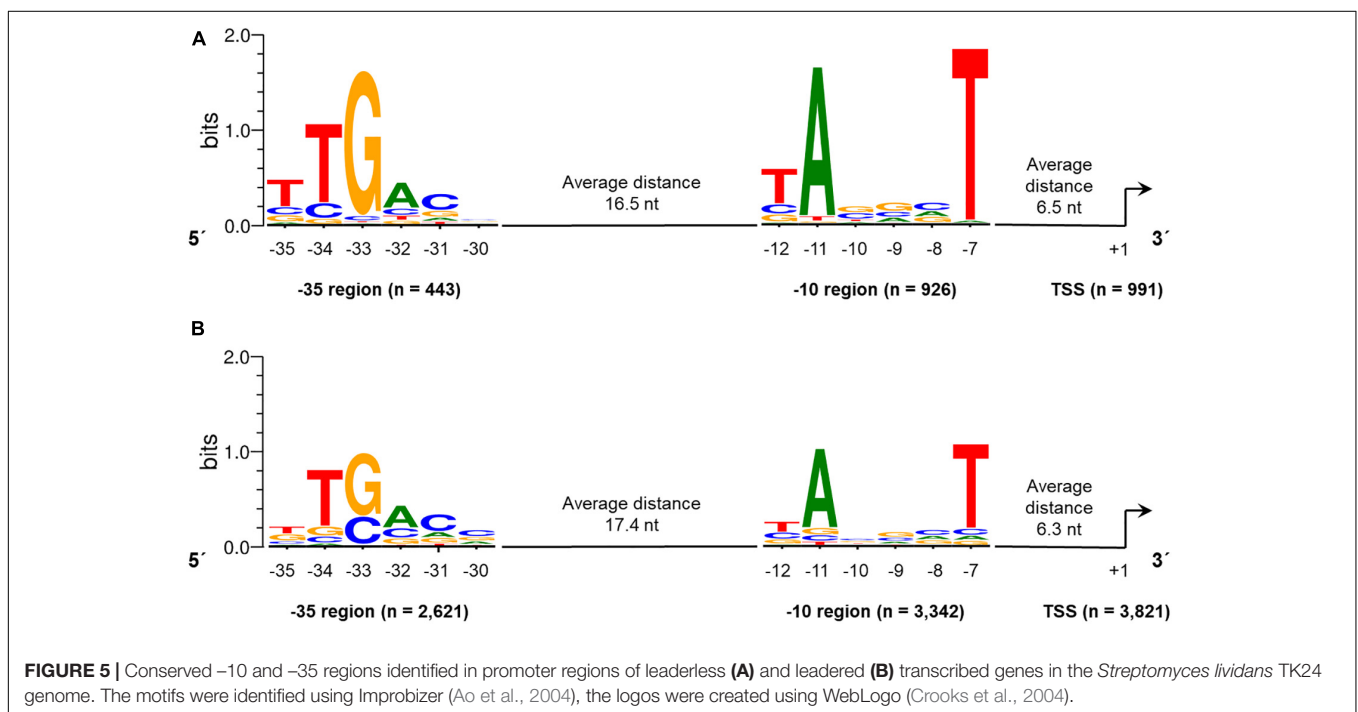 A
2.0
bits
1.0
0.0
5´
-35 -34 -33 -32 -31 -30
T T G A C
Average distance
16.5 nt
T A G G C T
-12 -11 -10 -9 -8 -7
Average
distance
6.5 nt
+1
3´
-35 region (n = 443)
-10 region (n = 926)
TSS (n = 991)
B
2.0
bits
1.0
0.0
5´
-35 -34 -33 -32 -31 -30
T T G A C C
Average distance
17.4 nt
T A G C T
-12 -11 -10 -9 -8 -7
Average
distance
6.3 nt
+1
3´
-35 region (n = 2,621)
-10 region (n = 3,342)
TSS (n = 3,821)
FIGURE 5 | Conserved –10 and –35 regions identified in promoter regions of leaderless (A) and leadered (B) transcribed genes in the Streptomyces lividans TK24
genome. The motifs were identified using Improbizer (Ao et al., 2004), the logos were created using WebLogo (Crooks et al., 2004).